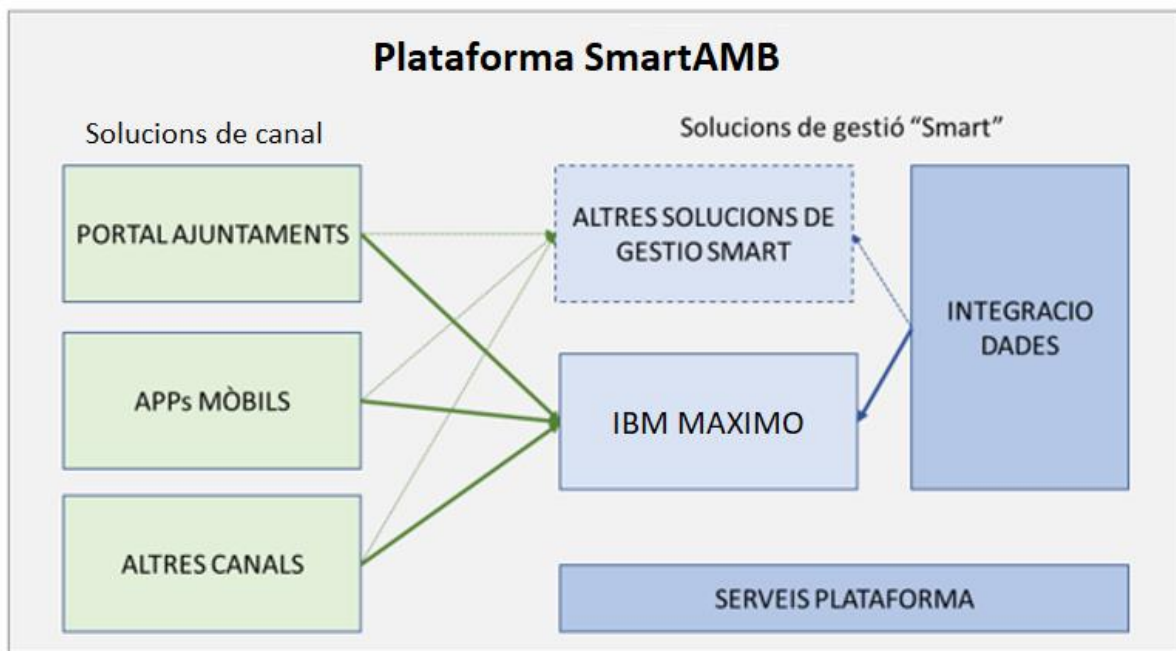 Plataforma SmartAMB
Solucions de canal
PORTAL AJUNTAMENTS
APPs MÒBILS
ALTRES CANALS
Solucions de gestió “Smart”
ALTRES SOLUCIONS DE
GESTIO SMART
IBM MAXIMO
INTEGRACIO
DADES
SERVEIS PLATAFORMA